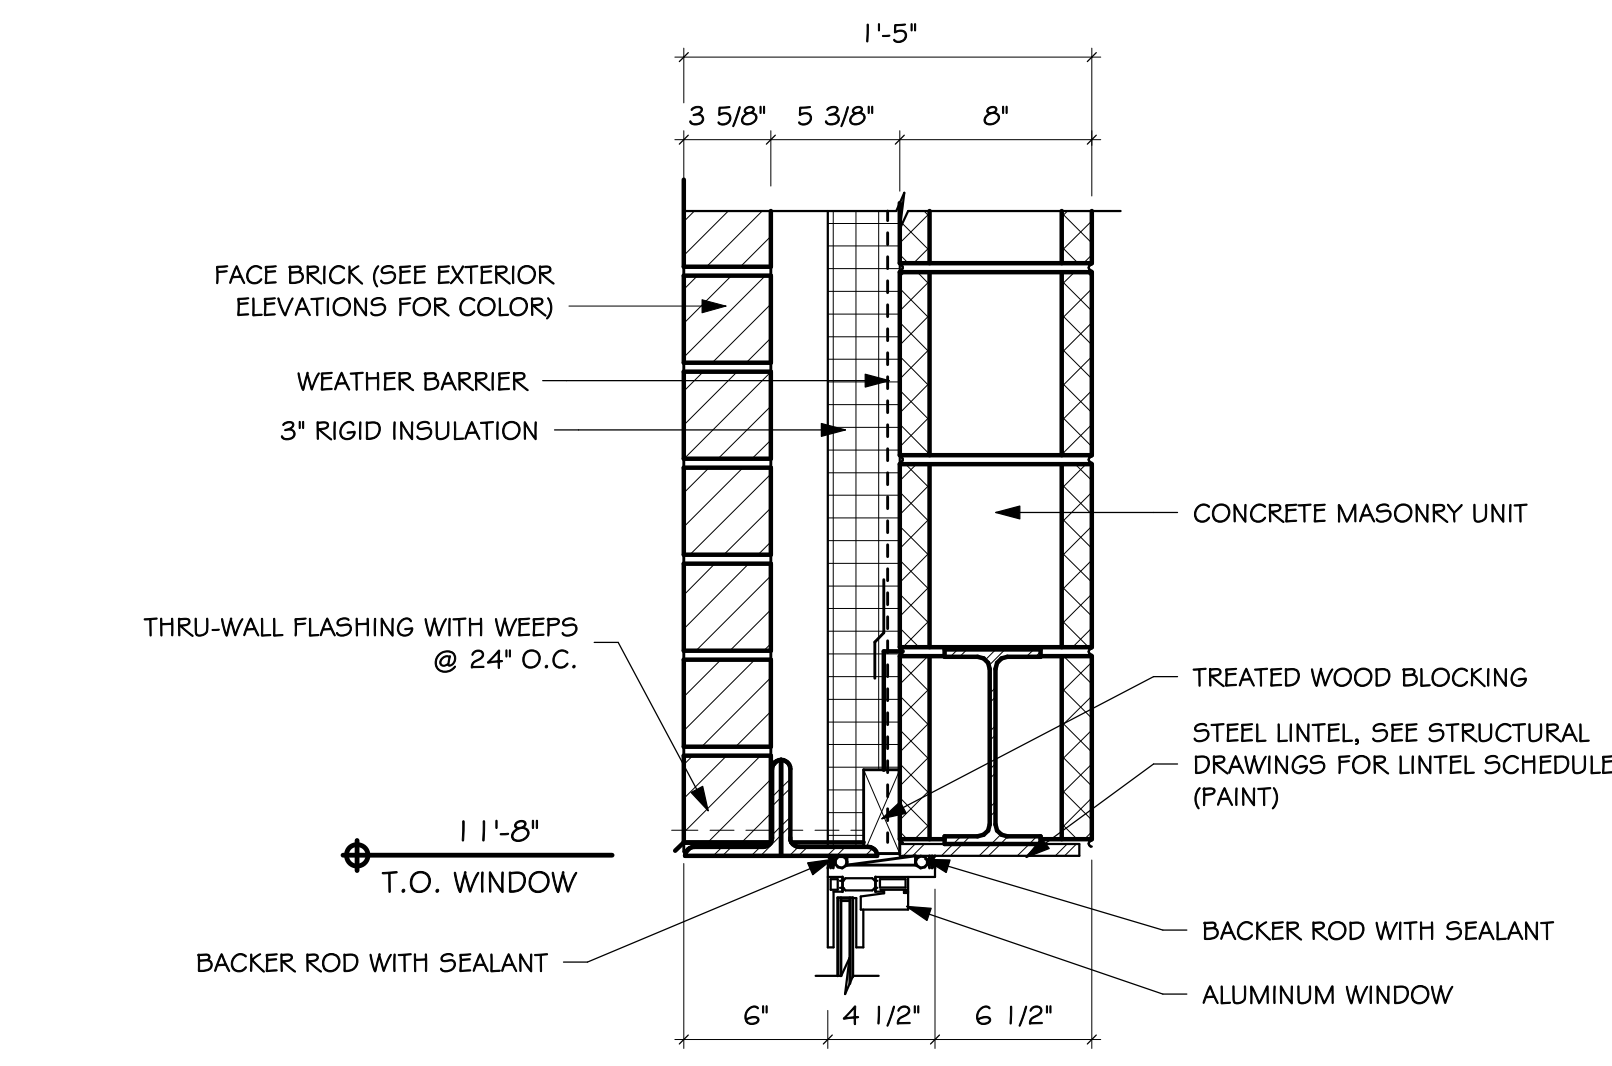 1'-5"
3 5/8" 5 3/8" 8"
FACE BRICK (SEE EXTERIOR
ELEVATIONS FOR COLOR)
WEATHER BARRIER
3" RIGID INSULATION
CONCRETE MASONRY UNIT
THRU-WALL FLASHING WITH WEEPS
@ 24" O.C.
TREATED WOOD BLOCKING
STEEL LINTEL, SEE STRUCTURAL
DRAWINGS FOR LINTEL SCHEDULE
(PAINT)
11'-8"
T.O. WINDOW
BACKER ROD WITH SEALANT
BACKER ROD WITH SEALANT
ALUMINUM WINDOW
6" 4 1/2" 6 1/2"